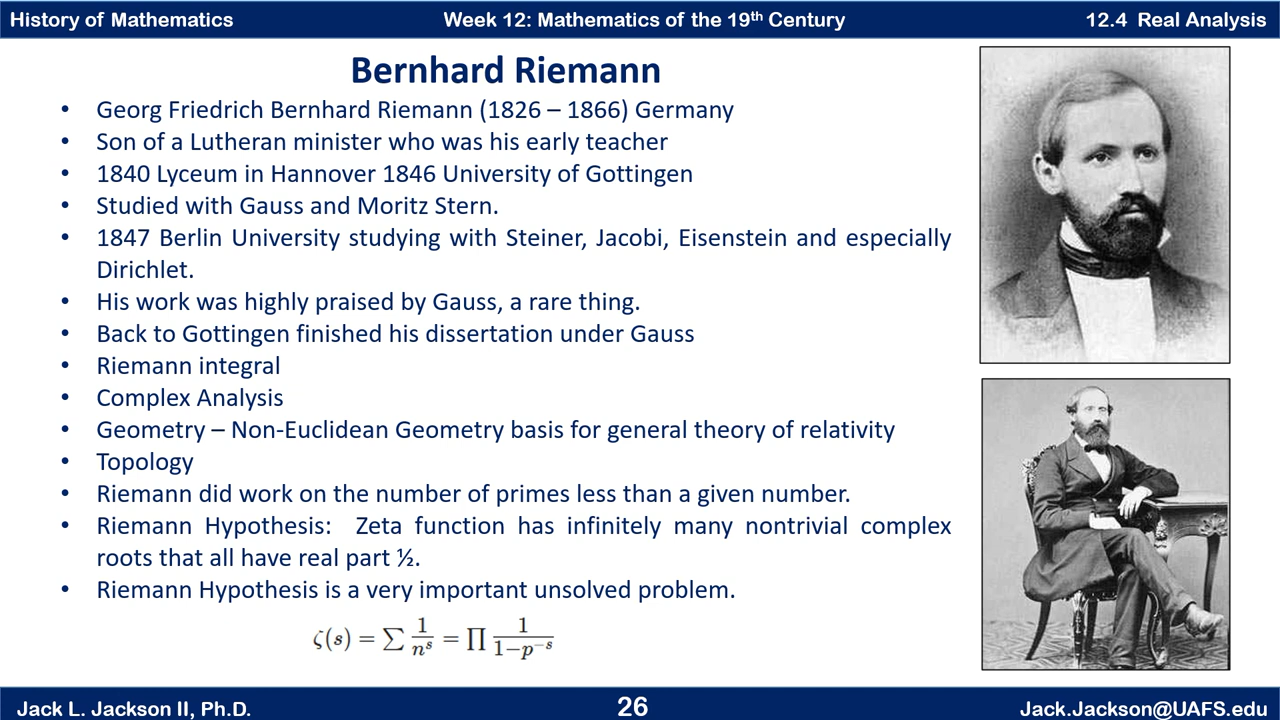 History of Mathematics
Week 12: Mathematics of the 19th Century
12.4 Real Analysis
Bernhard Riemann
• Georg Friedrich Bernhard Riemann (1826 – 1866) Germany
• Son of a Lutheran minister who was his early teacher
• 1840 Lyceum in Hannover 1846 University of Gottingen
• Studied with Gauss and Moritz Stern.
• 1847 Berlin University studying with Steiner, Jacobi, Eisenstein and especially
Dirichlet.
• His work was highly praised by Gauss, a rare thing.
• Back to Gottingen finished his dissertation under Gauss
• Riemann integral
• Complex Analysis
• Geometry – Non-Euclidean Geometry basis for general theory of relativity
• Topology
• Riemann did work on the number of primes less than a given number.
• Riemann Hypothesis: Zeta function has infinitely many nontrivial complex
roots that all have real part ½.
• Riemann Hypothesis is a very important unsolved problem.
ζ(s) = ∑ 1/n^s = ∏ 1/(1−p^−s)
Jack L. Jackson II, Ph.D.
26
Jack.Jackson@UAFS.edu